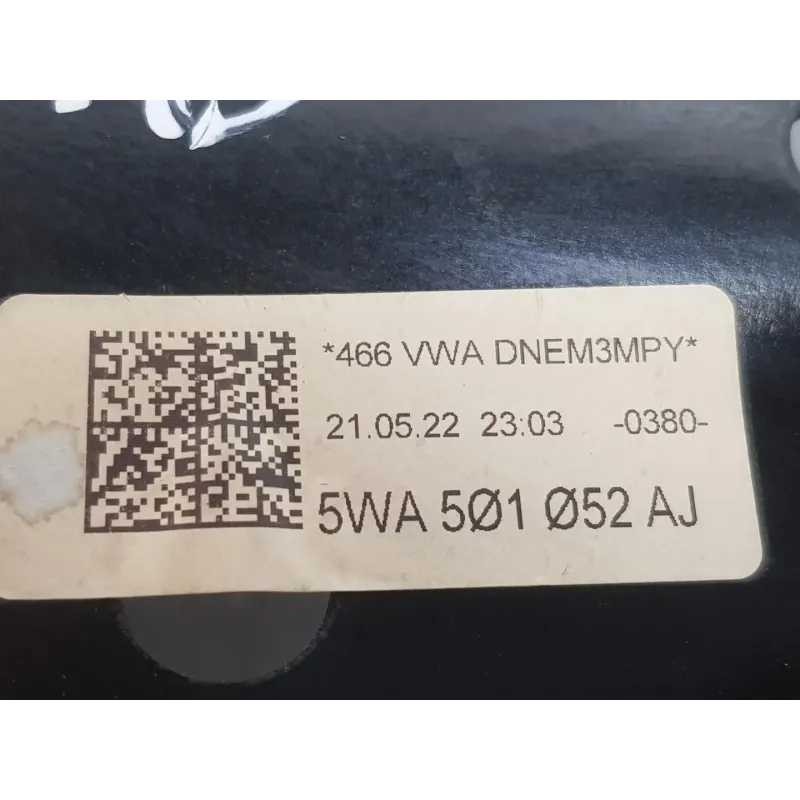 *466 VWA DNEM3MPY*
21.05.22 23:03 -0380-
5WA 5Ø1 Ø52 AJ